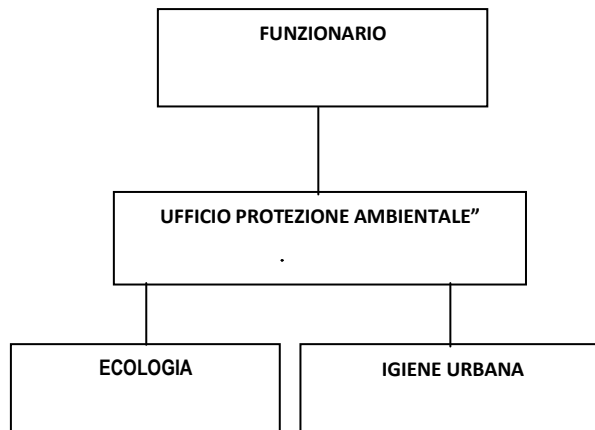 FUNZIONARIO
UFFICIO PROTEZIONE AMBIENTALE”
.
ECOLOGIA
IGIENE URBANA